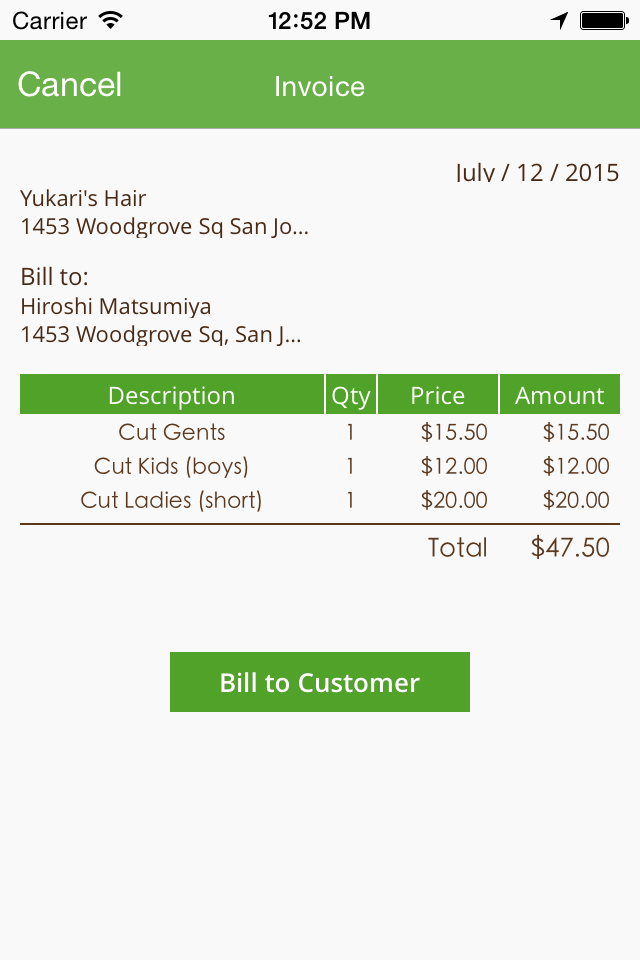 Carrier 12:52 PM
Cancel Invoice
July / 12 / 2015
Yukari's Hair
1453 Woodgrove Sq San Jo...
Bill to:
Hiroshi Matsumiya
1453 Woodgrove Sq, San J...
Description Qty Price Amount
Cut Gents 1 $15.50 $15.50
Cut Kids (boys) 1 $12.00 $12.00
Cut Ladies (short) 1 $20.00 $20.00
Total $47.50
Bill to Customer